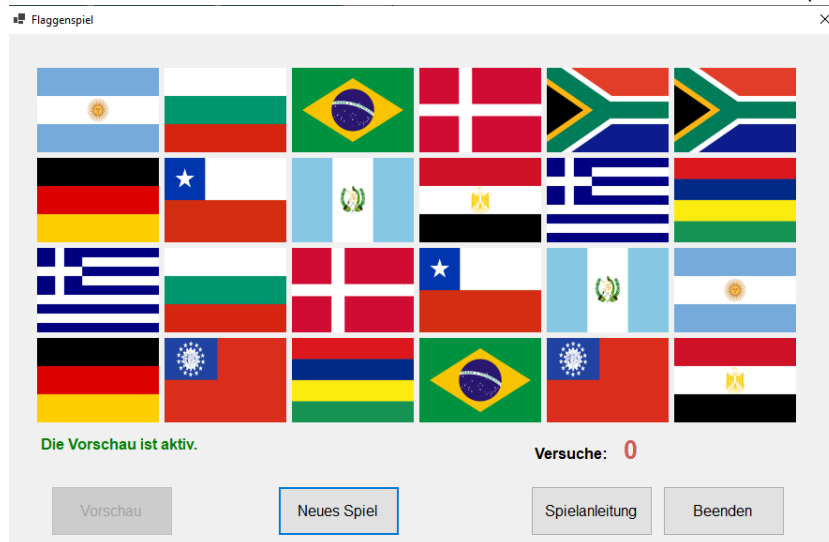 Flaggenspiel
Die Vorschau ist aktiv.
Versuche: 0
Vorschau
Neues Spiel
Spielanleitung
Beenden